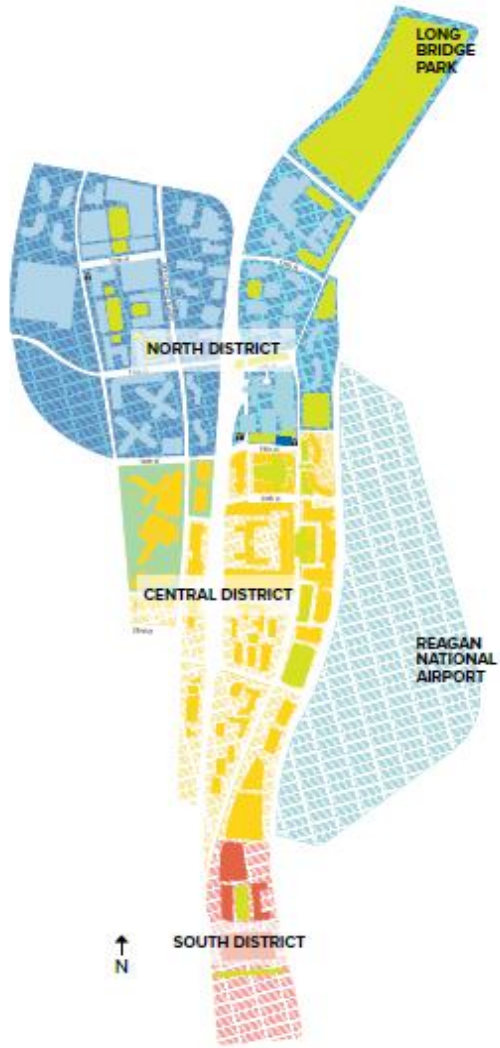 LONG
BRIDGE
PARK
NORTH DISTRICT
CENTRAL DISTRICT
REAGAN
NATIONAL
AIRPORT
SOUTH DISTRICT
N